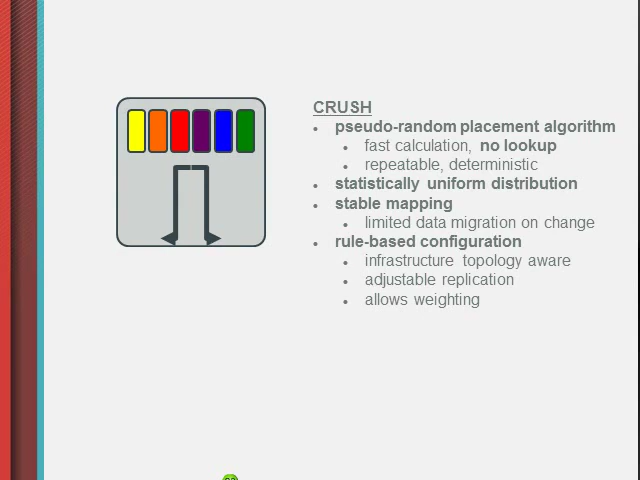 CRUSH
• pseudo-random placement algorithm
• fast calculation, no lookup
• repeatable, deterministic
• statistically uniform distribution
• stable mapping
• limited data migration on change
• rule-based configuration
• infrastructure topology aware
• adjustable replication
• allows weighting